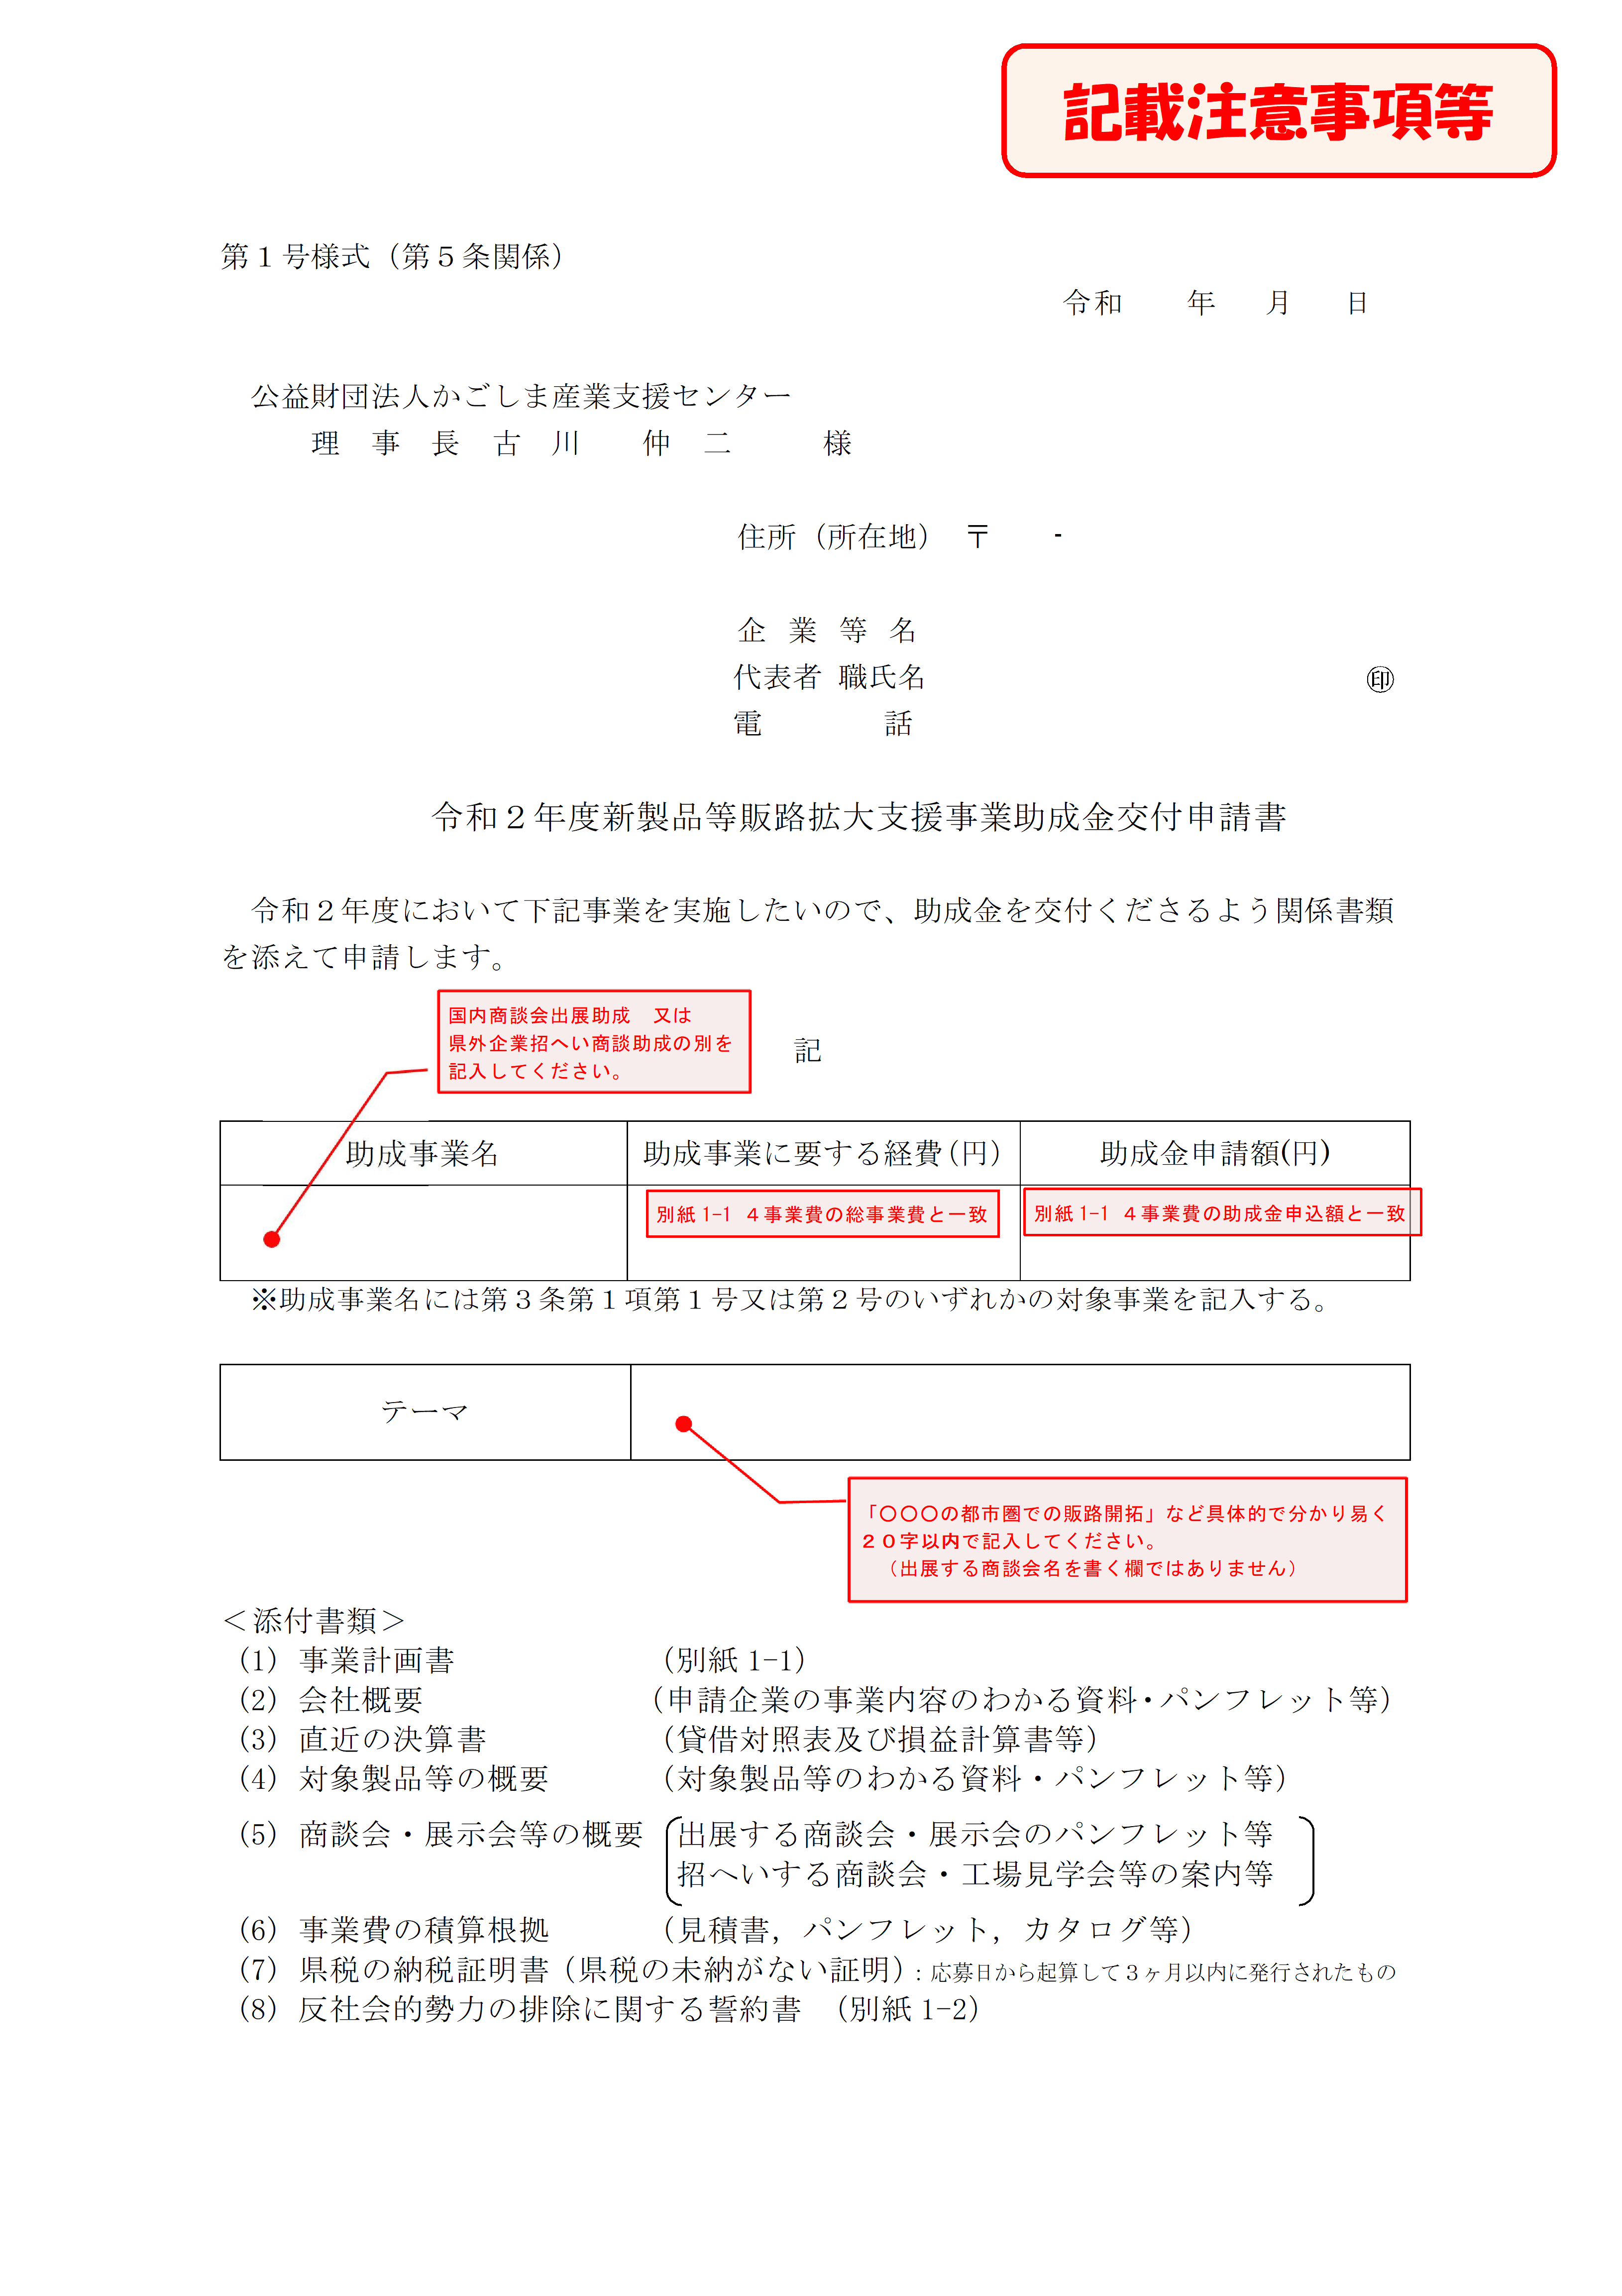 記載注意事項等
第１号様式（第５条関係）
令和　　年　　月　　日
公益財団法人かごしま産業支援センター
理　事　長　古　川　　仲　二　　　様
住所（所在地）　〒　　-
企　業　等　名
代表者　職氏名　　㊞
電　　　　話
令和２年度新製品等販路拡大支援事業助成金交付申請書
令和２年度において下記事業を実施したいので、助成金を交付くださるよう関係書類
を添えて申請します。
国内商談会出展助成　又は
県外企業招へい商談助成の別を
記入してください。
記
助成事業名　助成事業に要する経費(円)　助成金申請額(円)
別紙1-1　４事業費の総事業費と一致　別紙1-1　４事業費の助成金申込額と一致
※助成事業名には第３条第１項第１号又は第２号のいずれかの対象事業を記入する。
テーマ
「〇〇〇の都市圏での販路開拓」など具体的で分かり易く
２０字以内で記入してください。
（出展する商談会名を書く欄ではありません）
＜添付書類＞
(1) 事業計画書　（別紙1-1）
(2) 会社概要　（申請企業の事業内容のわかる資料・パンフレット等）
(3) 直近の決算書　（貸借対照表及び損益計算書等）
(4) 対象製品等の概要　（対象製品等のわかる資料・パンフレット等）
(5) 商談会・展示会等の概要　出展する商談会・展示会のパンフレット等
招へいする商談会・工場見学会等の案内等
(6) 事業費の積算根拠　（見積書，パンフレット，カタログ等）
(7) 県税の納税証明書（県税の未納がない証明）：応募日から起算して３ヶ月以内に発行されたもの
(8) 反社会的勢力の排除に関する誓約書　（別紙1-2）